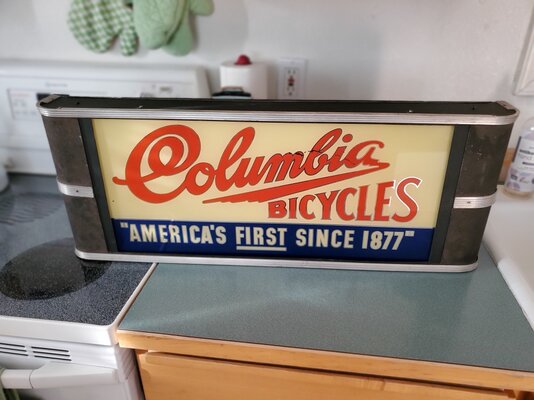 Columbia
BICYCLES
"AMERICA'S FIRST SINCE 1877"